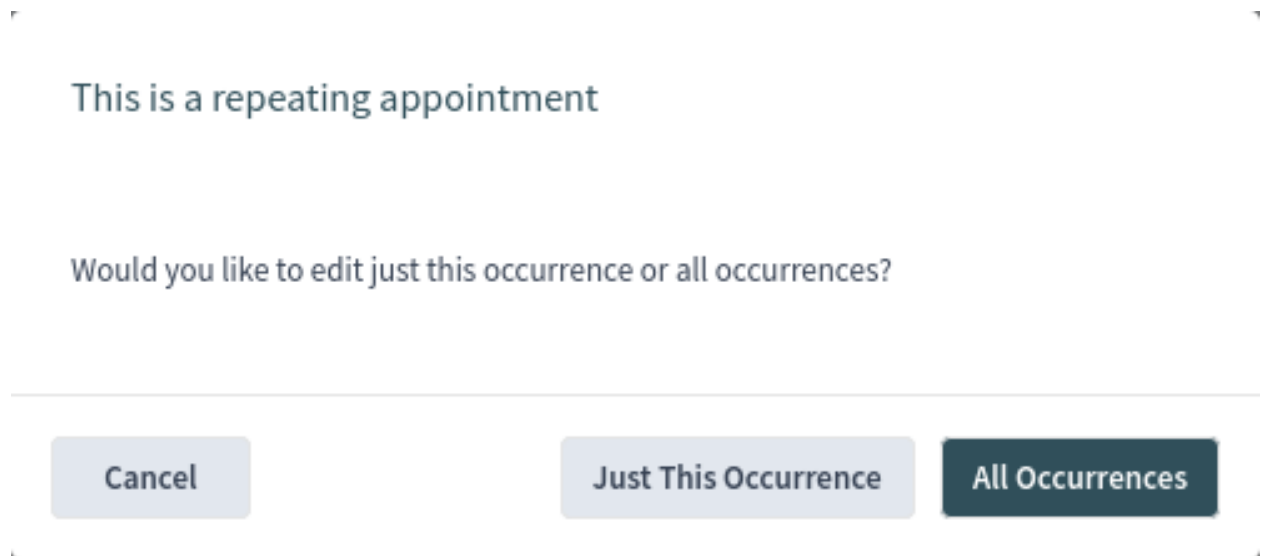 This is a repeating appointment
Would you like to edit just this occurrence or all occurrences?
Cancel
Just This Occurrence
All Occurrences